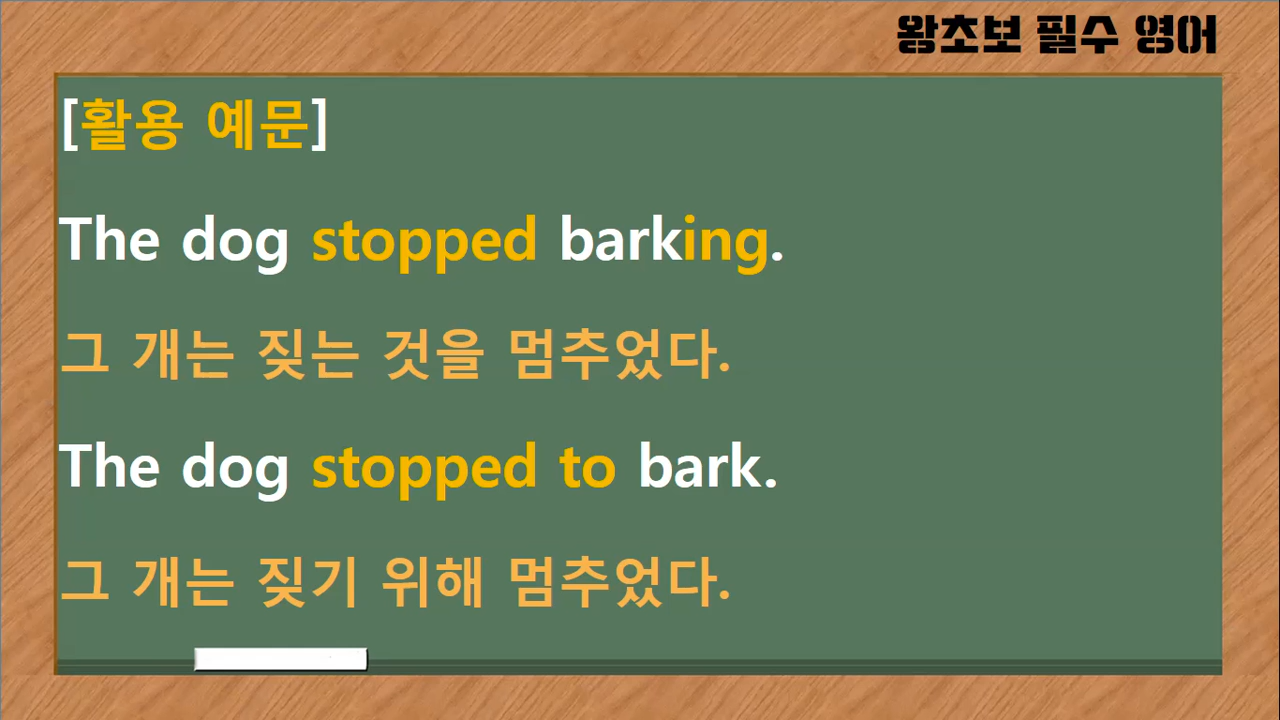 왕초보 필수 영어
[활용 예문]
The dog stopped barking.
그 개는 짖는 것을 멈추었다.
The dog stopped to bark.
그 개는 짖기 위해 멈추었다.